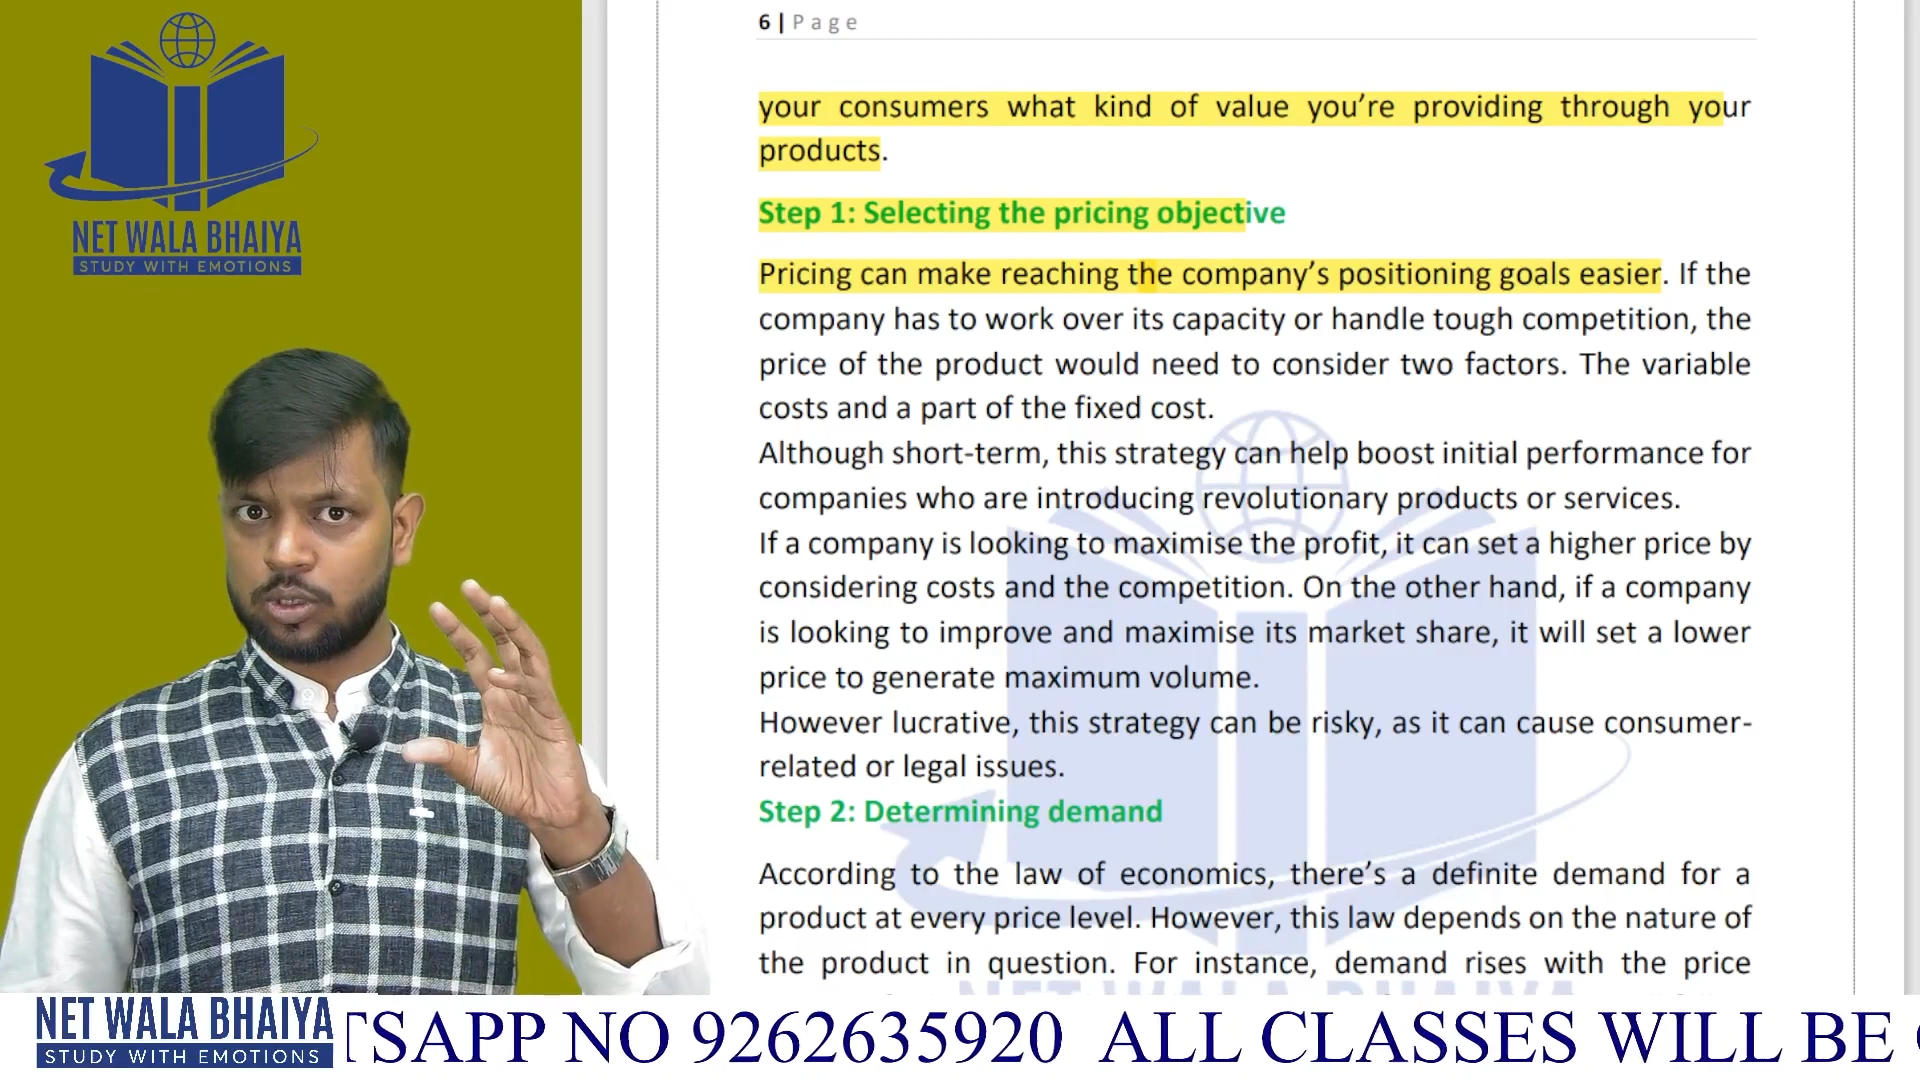 NET WALA BHAIYA
STUDY WITH EMOTIONS
6 | Page
your consumers what kind of value you’re providing through your
products.
Step 1: Selecting the pricing objective
Pricing can make reaching the company’s positioning goals easier. If the
company has to work over its capacity or handle tough competition, the
price of the product would need to consider two factors. The variable
costs and a part of the fixed cost.
Although short-term, this strategy can help boost initial performance for
companies who are introducing revolutionary products or services.
If a company is looking to maximise the profit, it can set a higher price by
considering costs and the competition. On the other hand, if a company
is looking to improve and maximise its market share, it will set a lower
price to generate maximum volume.
However lucrative, this strategy can be risky, as it can cause consumer-
related or legal issues.
Step 2: Determining demand
According to the law of economics, there’s a definite demand for a
product at every price level. However, this law depends on the nature of
the product in question. For instance, demand rises with the price
NET WALA BHAIYA
STUDY WITH EMOTIONS
TSAPP NO 9262635920 ALL CLASSES WILL BE